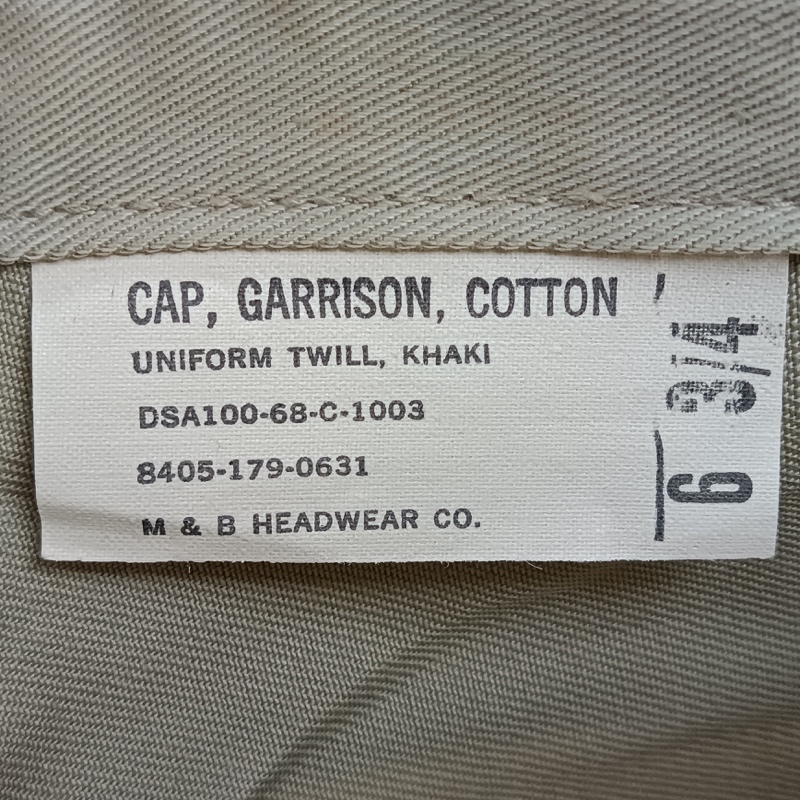 CAP, GARRISON, COTTON
UNIFORM TWILL, KHAKI
DSA100-68-C-1003
8405-179-0631
M & B HEADWEAR CO.
6 3/4